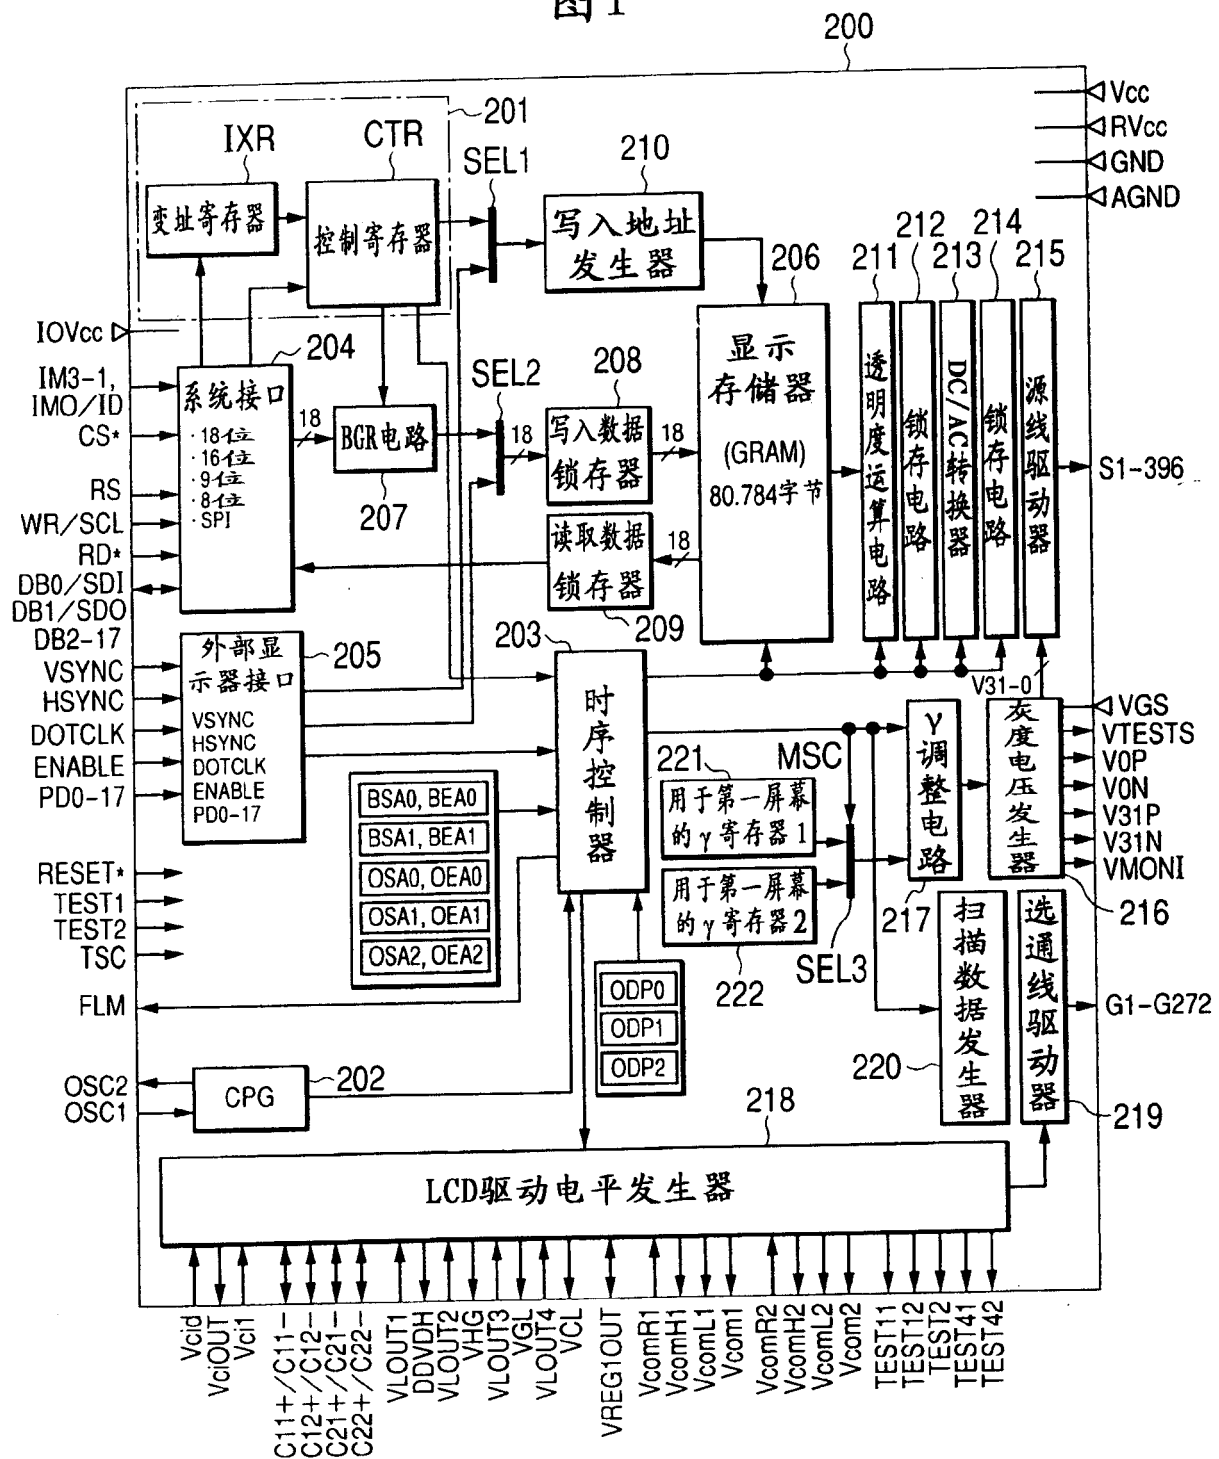 图1
200
Vcc
RVcc
GND
AGND
201
IXR
CTR
变址寄存器
控制寄存器
SEL1
210
写入地址
发生器
206
211
212
213
214
215
IOVcc
204
IM3-1,
IM0/ID
CS*
RS
WR/SCL
RD*
DB0/SDI
DB1/SDO
DB2-17
系统接口
·18位
·16位
·9位
·8位
·SPI
18
BGR电路
207
SEL2
18
208
写入数据
锁存器
18
读取数据
锁存器
18
209
显示
存储器
(GRAM)
80.784字节
透明度运算电路
锁存电路
DC/AC转换器
锁存电路
源线驱动器
S1-396
VSYNC
HSYNC
DOTCLK
ENABLE
PD0-17
外部显
示器接口
205
VSYNC
HSYNC
DOTCLK
ENABLE
PD0-17
203
时序控制器
V31-0
VGS
VTESTS
V0P
V0N
V31P
V31N
VMONI
BSA0, BEA0
BSA1, BEA1
OSA0, OEA0
OSA1, OEA1
OSA2, OEA2
221
MSC
用于第一屏幕
的γ寄存器1
用于第一屏幕
的γ寄存器2
222
SEL3
γ调整电路
217
灰度电压发生器
216
RESET*
TEST1
TEST2
TSC
FLM
ODP0
ODP1
ODP2
扫描数据发生器
220
选通线驱动器
219
G1-G272
OSC2
OSC1
CPG
202
218
LCD驱动电平发生器
Vcid
VciOUT
Vci1
C11+/C11-
C12+/C12-
C21+/C21-
C22+/C22-
VLOUT1
DDVDH
VLOUT2
VHG
VLOUT3
VGL
VLOUT4
VCL
VREG1OUT
VcomR1
VcomH1
VcomL1
Vcom1
VcomR2
VcomH2
VcomL2
Vcom2
TEST11
TEST12
TEST2
TEST41
TEST42